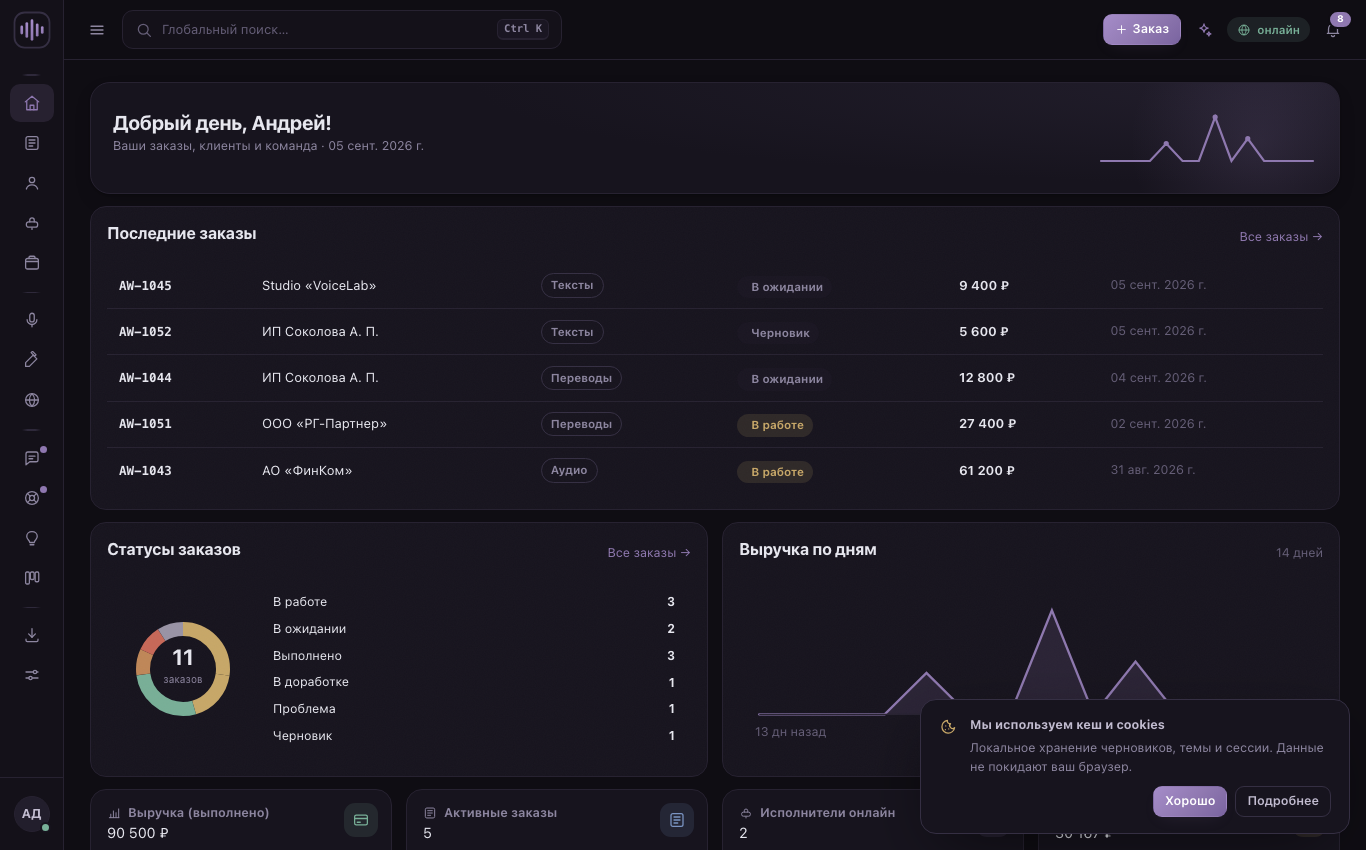 Глобальный поиск...
Ctrl K
+ Заказ
онлайн
8
Добрый день, Андрей!
Ваши заказы, клиенты и команда · 05 сент. 2026 г.
Последние заказы
Все заказы →
AW-1045 Studio «VoiceLab» Тексты В ожидании 9 400 ₽ 05 сент. 2026 г.
AW-1052 ИП Соколова А. П. Тексты Черновик 5 600 ₽ 05 сент. 2026 г.
AW-1044 ИП Соколова А. П. Переводы В ожидании 12 800 ₽ 04 сент. 2026 г.
AW-1051 ООО «РГ-Партнер» Переводы В работе 27 400 ₽ 02 сент. 2026 г.
AW-1043 АО «ФинКом» Аудио В работе 61 200 ₽ 31 авг. 2026 г.
Статусы заказов
Все заказы →
11
заказов
В работе 3
В ожидании 2
Выполнено 3
В доработке 1
Проблема 1
Черновик 1
Выручка по дням
14 дней
13 дн назад
Мы используем кеш и cookies
Локальное хранение черновиков, темы и сессии. Данные
не покидают ваш браузер.
Хорошо
Подробнее
Выручка (выполнено)
90 500 ₽
Активные заказы
5
Исполнители онлайн
2
АД